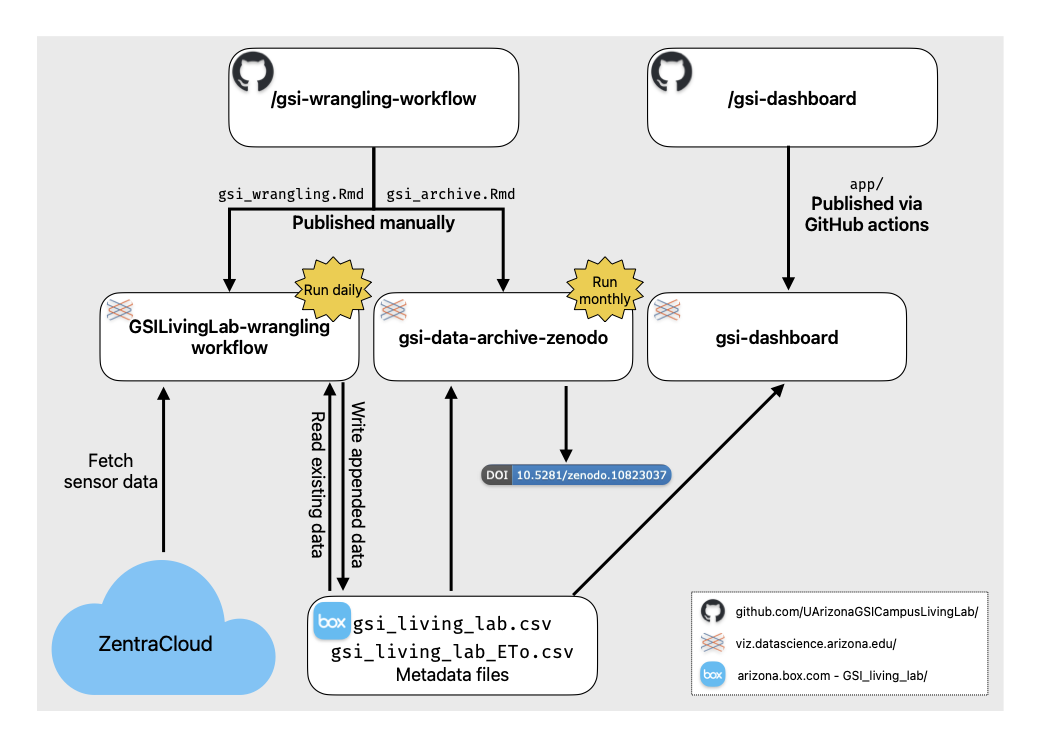 /gsi-wrangling-workflow
/gsi-dashboard
gsi_wrangling.Rmd
gsi_archive.Rmd
Published manually
app/
Published via
GitHub actions
Run daily
Run
monthly
GSILivingLab-wrangling
workflow
gsi-data-archive-zenodo
gsi-dashboard
Fetch
sensor data
Read existing data
Write appended data
DOI 10.5281/zenodo.10823037
ZentraCloud
box
gsi_living_lab.csv
gsi_living_lab_ETo.csv
Metadata files
github.com/UArizonaGSICampusLivingLab/
viz.datascience.arizona.edu/
box arizona.box.com - GSI_living_lab/